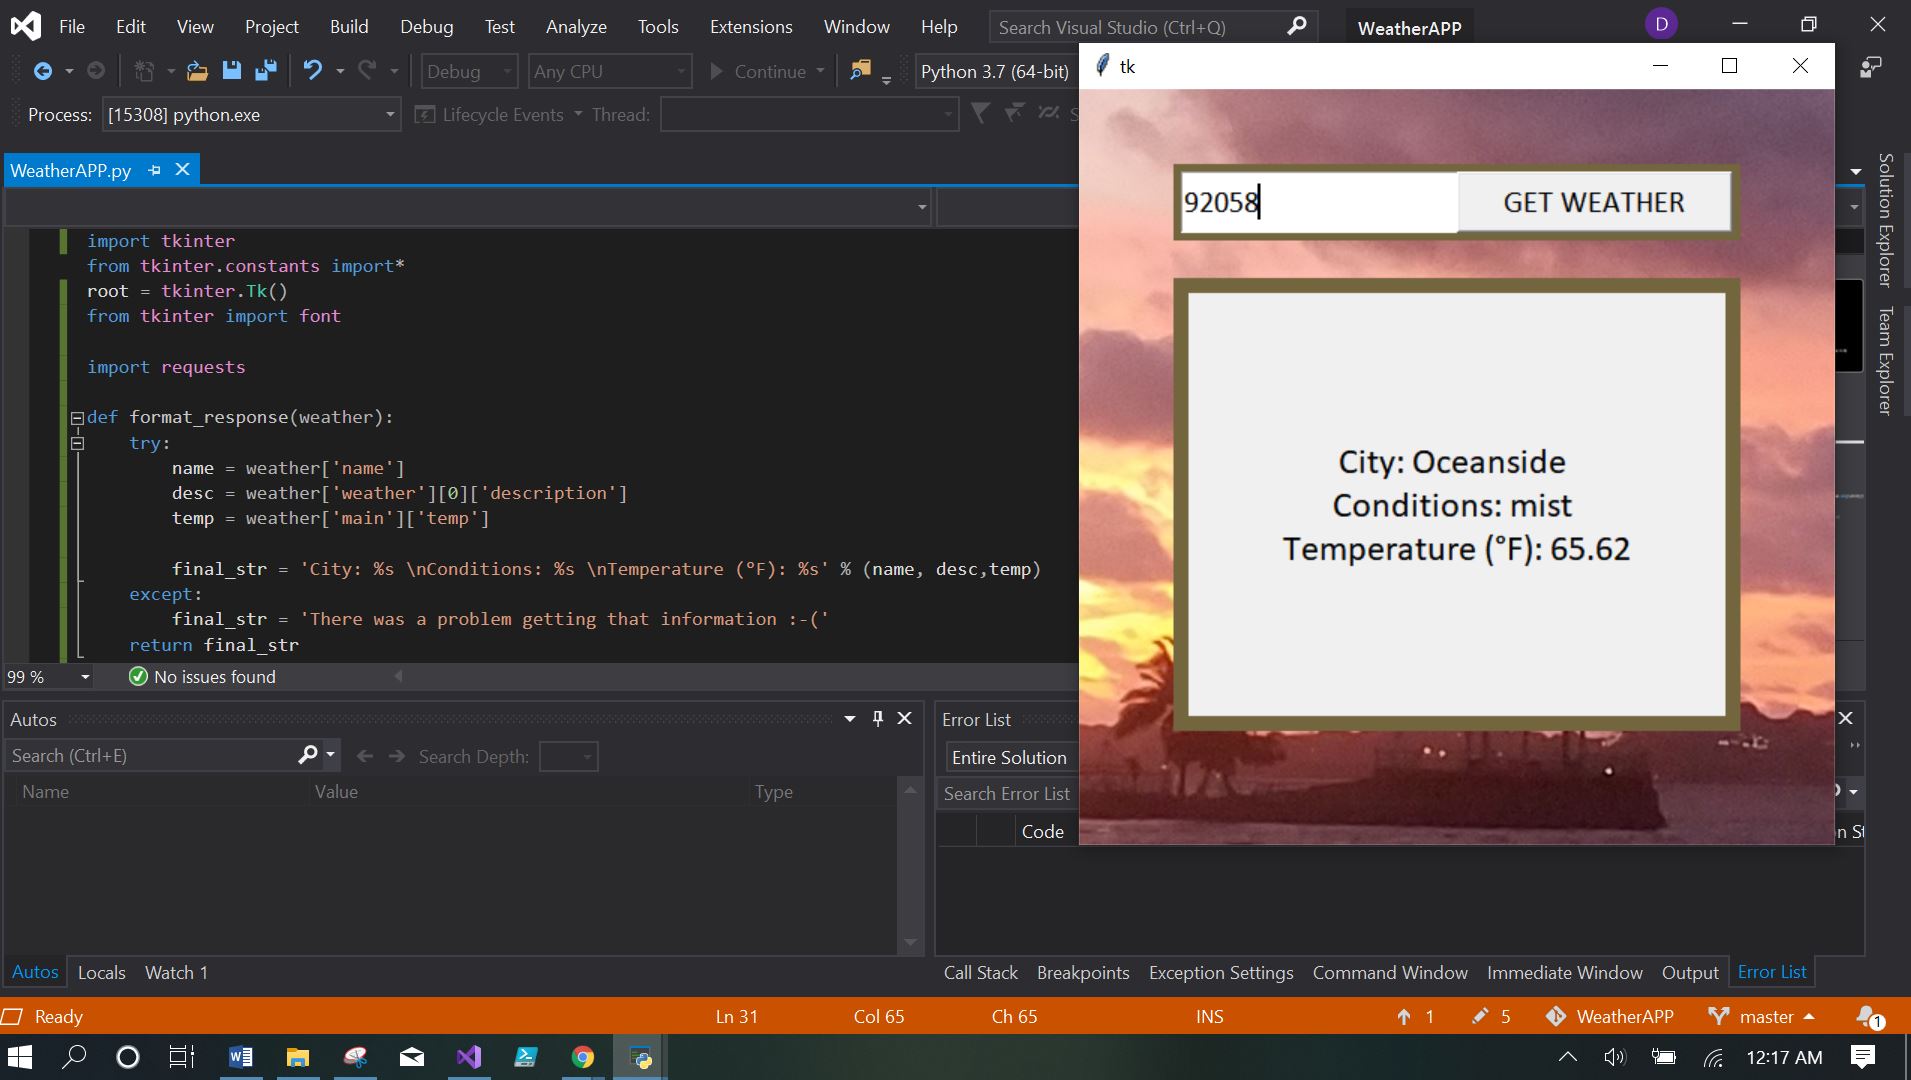 File Edit View Project Build Debug Test Analyze Tools Extensions Window Help Search Visual Studio (Ctrl+Q) WeatherAPP D
Debug Any CPU Continue Python 3.7 (64-bit)
Process: [15308] python.exe Lifecycle Events Thread:
WeatherAPP.py
import tkinter
from tkinter.constants import*
root = tkinter.Tk()
from tkinter import font
import requests
def format_response(weather):
try:
name = weather['name']
desc = weather['weather'][0]['description']
temp = weather['main']['temp']
final_str = 'City: %s \nConditions: %s \nTemperature (°F): %s' % (name, desc,temp)
except:
final_str = 'There was a problem getting that information :-('
return final_str
99 % No issues found
tk
92058 GET WEATHER
City: Oceanside
Conditions: mist
Temperature (°F): 65.62
Solution Explorer
Team Explorer
Autos
Search (Ctrl+E) Search Depth:
Name Value Type
Autos Locals Watch 1
Error List
Entire Solution
Search Error List
Code
Call Stack Breakpoints Exception Settings Command Window Immediate Window Output Error List
Ready Ln 31 Col 65 Ch 65 INS 1 5 WeatherAPP master 1
12:17 AM